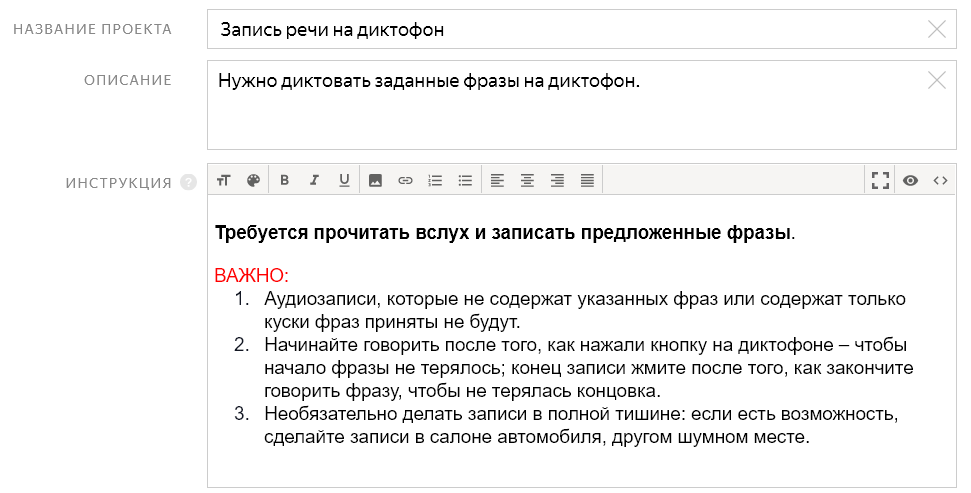 НАЗВАНИЕ ПРОЕКТА
Запись речи на диктофон
ОПИСАНИЕ
Нужно диктовать заданные фразы на диктофон.
ИНСТРУКЦИЯ ?
B I U
Требуется прочитать вслух и записать предложенные фразы.
ВАЖНО:
1. Аудиозаписи, которые не содержат указанных фраз или содержат только
куски фраз приняты не будут.
2. Начинайте говорить после того, как нажали кнопку на диктофоне – чтобы
начало фразы не терялось; конец записи жмите после того, как закончите
говорить фразу, чтобы не терялась концовка.
3. Необязательно делать записи в полной тишине: если есть возможность,
сделайте записи в салоне автомобиля, другом шумном месте.